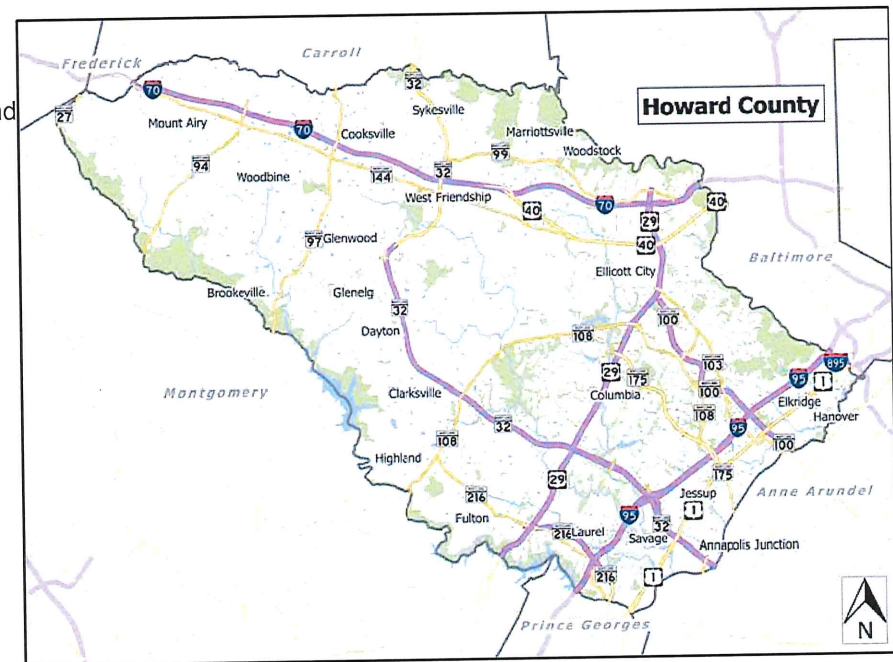 Frederick
Carroll
nd
27
70
Mount Airy
94
Woodbine
70
Cooksville
144
32
Sykesville
Marriottsville
99
Woodstock
32
West Friendship
40
70
29
40
40
Howard County
97
Glenwood
Brookeville
Glenelg
32
Dayton
Ellicott City
Baltimore
100
108
29
175
Columbia
103
100
108
95
895
1
Elkridge
Hanover
95
100
Montgomery
Clarksville
32
108
Highland
216
Fulton
29
175
Jessup
Anne Arundel
1
95
32
216
Laurel
Savage
Annapolis Junction
216
1
Prince Georges
N